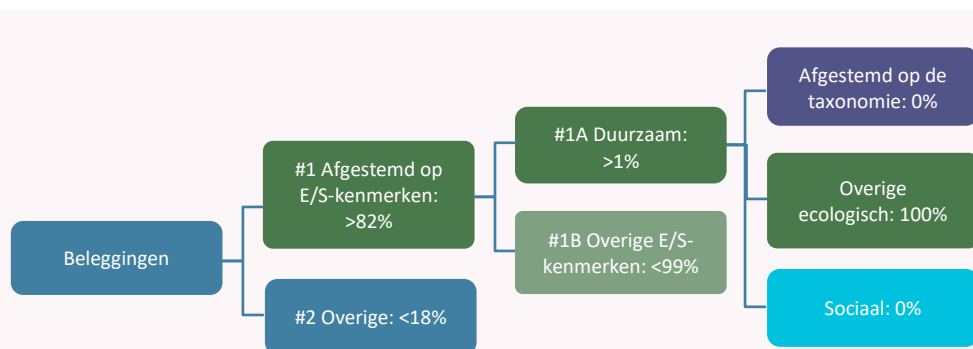 Beleggingen
#1 Afgestemd op
E/S-kenmerken:
>82%
#2 Overige: <18%
#1A Duurzaam:
>1%
#1B Overige E/S-
kenmerken: <99%
Afgestemd op de
taxonomie: 0%
Overige
ecologisch: 100%
Sociaal: 0%